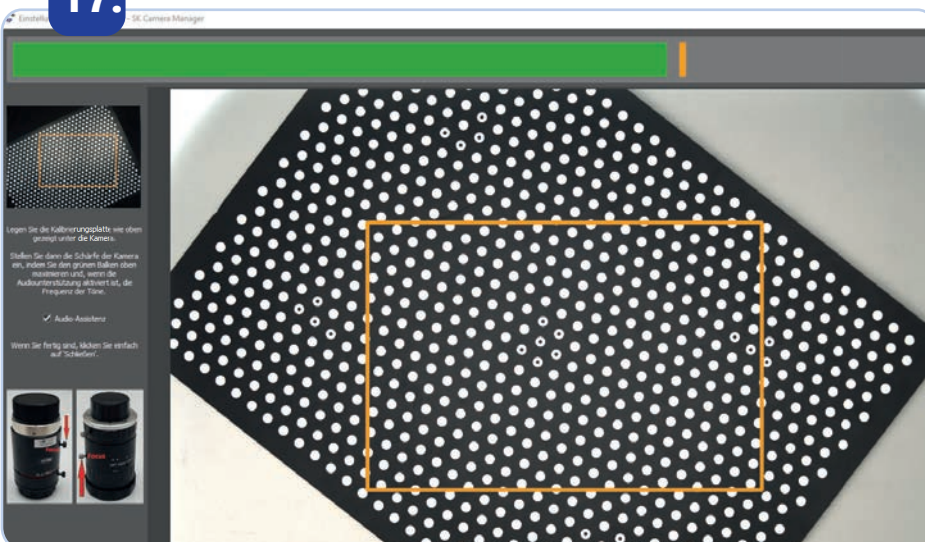 17.
Einstellu
- SK Camera Manager
Legen Sie die Kalibrierungsplatte wie oben
gezeigt unter die Kamera.
Stellen Sie dann die Schärfe der Kamera
ein, indem Sie den grünen Balken oben
maximieren und, wenn die
Audiounterstützung aktiviert ist, die
Frequenz der Töne.
Audio-Assistenz
Wenn Sie fertig sind, klicken Sie einfach
auf 'Schließen'.
FOCUS